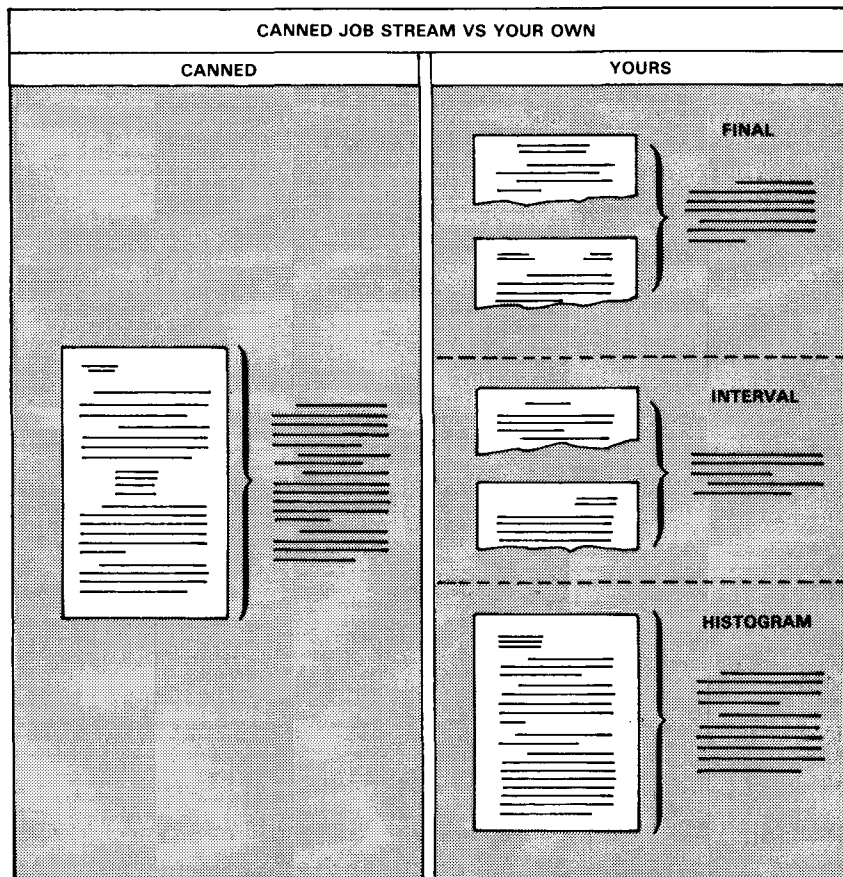 CANNED JOB STREAM VS YOUR OWN
CANNED
YOURS
FINAL
INTERVAL
HISTOGRAM